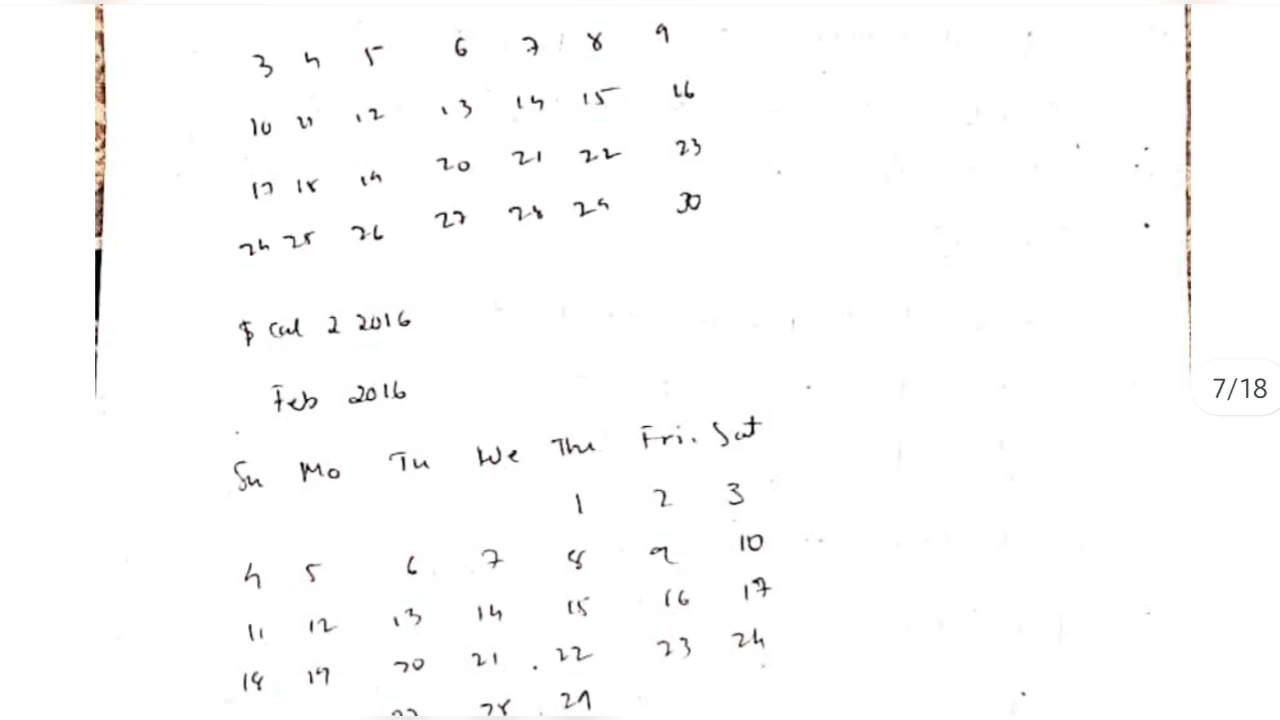 3 4 5 6 7 8 9
10 11 12 13 14 15 16
17 18 19 20 21 22 23
24 25 26 27 28 29 30
$ Cal 2 2016
Feb 2016
Su Mo Tu We Thu Fri. Sat
1 2 3
4 5 6 7 8 9 10
11 12 13 14 15 16 17
18 19 20 21 22 23 24
28 29
7/18